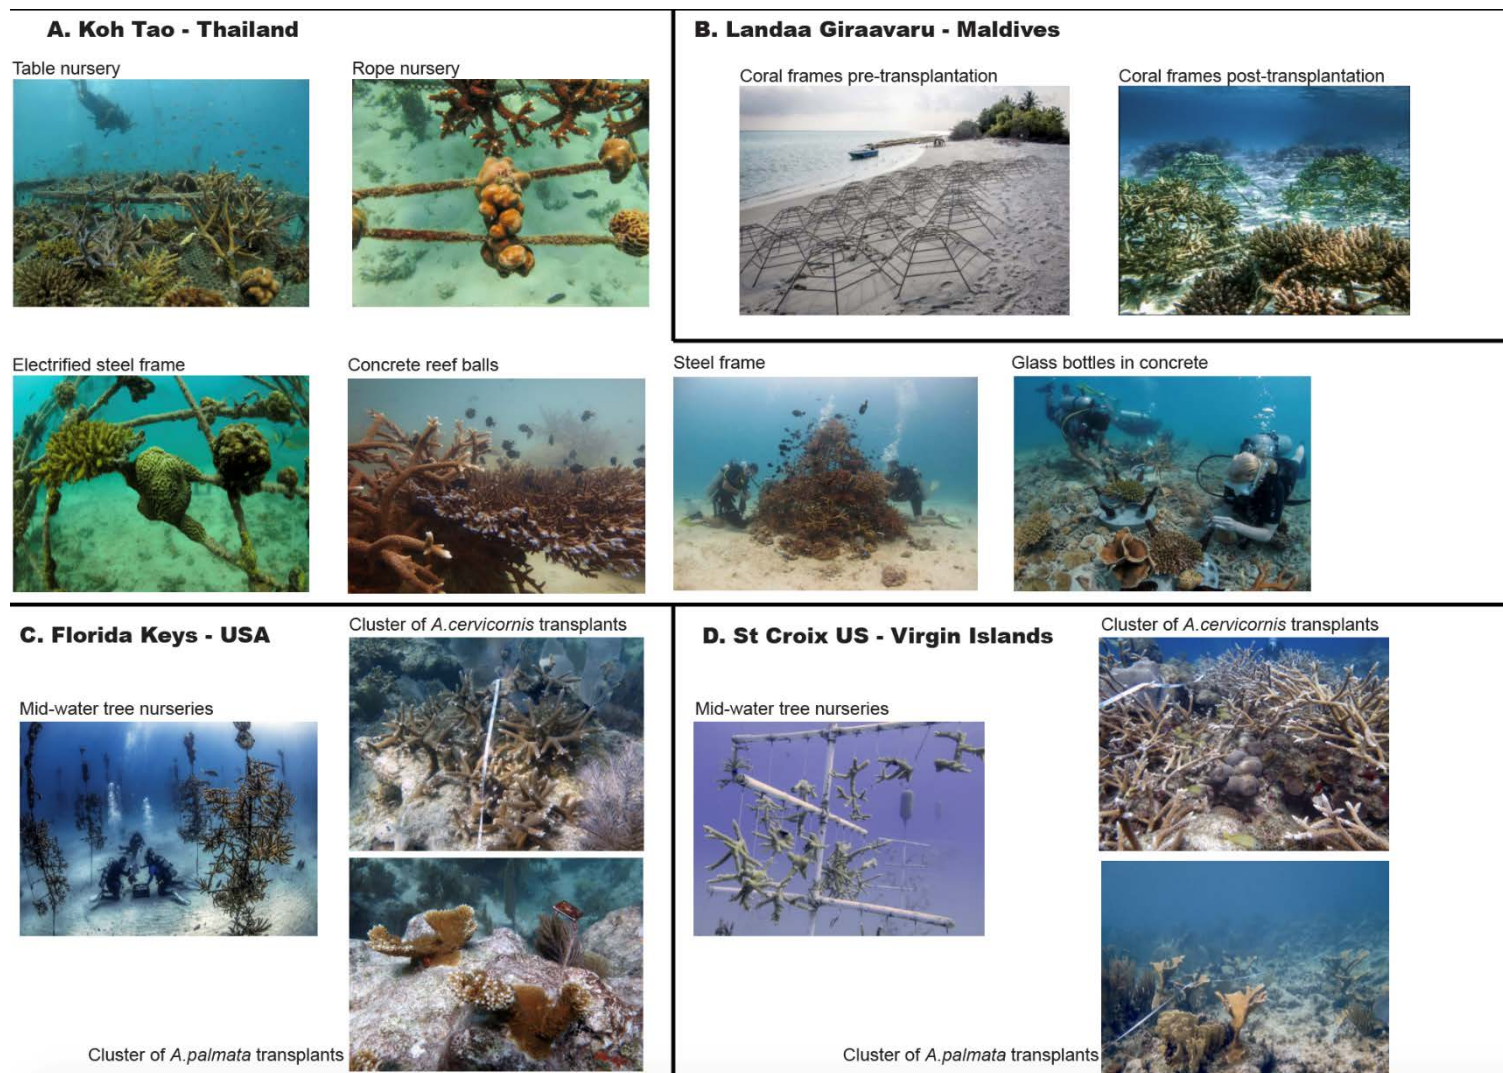 A. Koh Tao - Thailand
Table nursery
Rope nursery
B. Landaa Giraavaru - Maldives
Coral frames pre-transplantation
Coral frames post-transplantation
Electrified steel frame
Concrete reef balls
Steel frame
Glass bottles in concrete
C. Florida Keys - USA
Cluster of A.cervicornis transplants
Mid-water tree nurseries
Cluster of A.palmata transplants
D. St Croix US - Virgin Islands
Cluster of A.cervicornis transplants
Mid-water tree nurseries
Cluster of A.palmata transplants